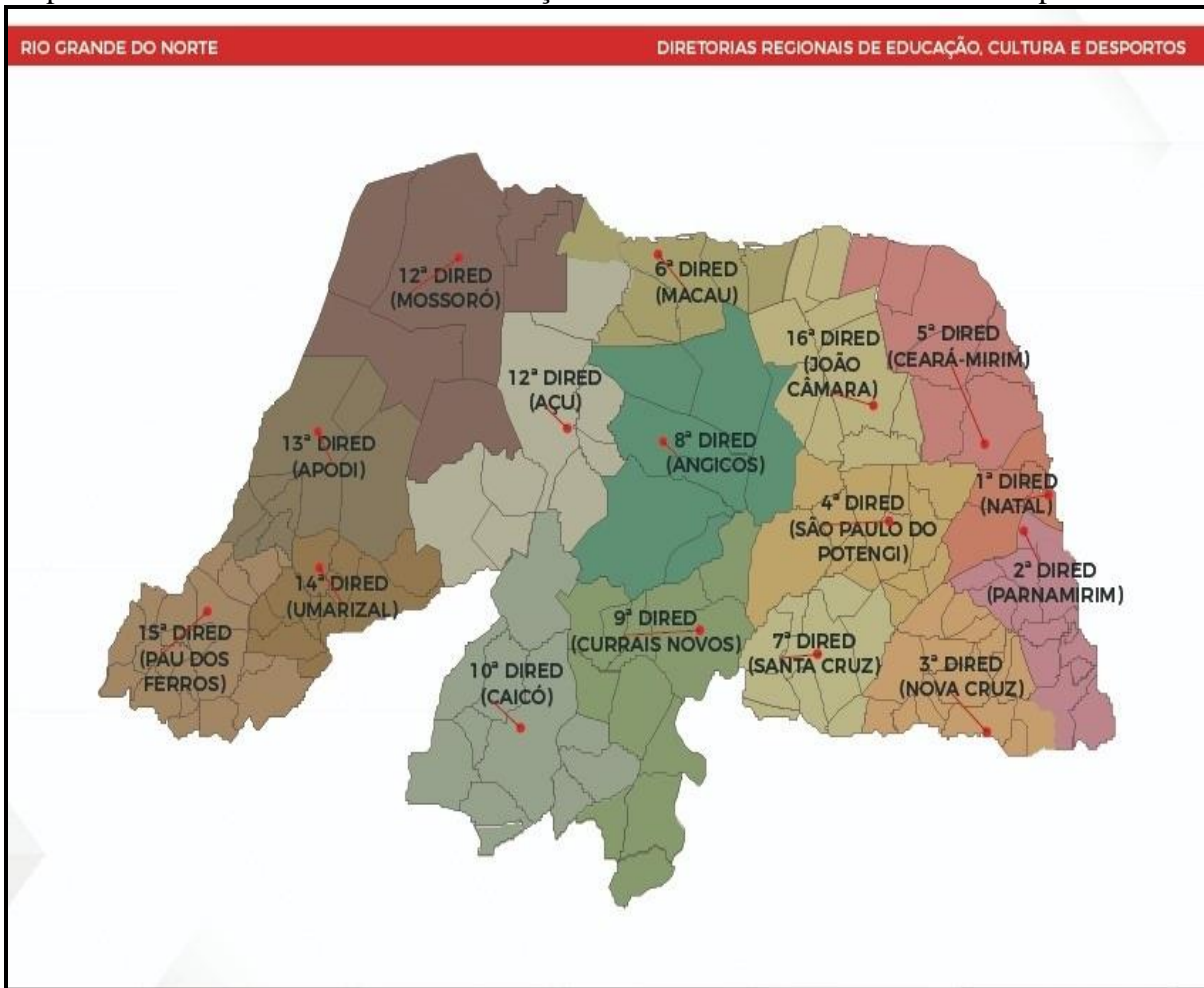 RIO GRANDE DO NORTE
DIRETORIAS REGIONAIS DE EDUCAÇÃO, CULTURA E DESPORTOS
12ª DIRED
(MOSSORÓ)
6ª DIRED
(MACAU)
16ª DIRED
(JOÃO
CÂMARA)
5ª DIRED
(CEARÁ-MIRIM)
12ª DIRED
(AÇU)
13ª DIRED
(APODI)
8ª DIRED
(ANGICOS)
1ª DIRED
(NATAL)
4ª DIRED
(SÃO PAULO DO
POTENGI)
2ª DIRED
(PARNAMIRIM)
14ª DIRED
(UMARIZAL)
15ª DIRED
(PAU DOS
FERROS)
9ª DIRED
(CURRAIS NOVOS)
7ª DIRED
(SANTA CRUZ)
3ª DIRED
(NOVA CRUZ)
10ª DIRED
(CAICÓ)